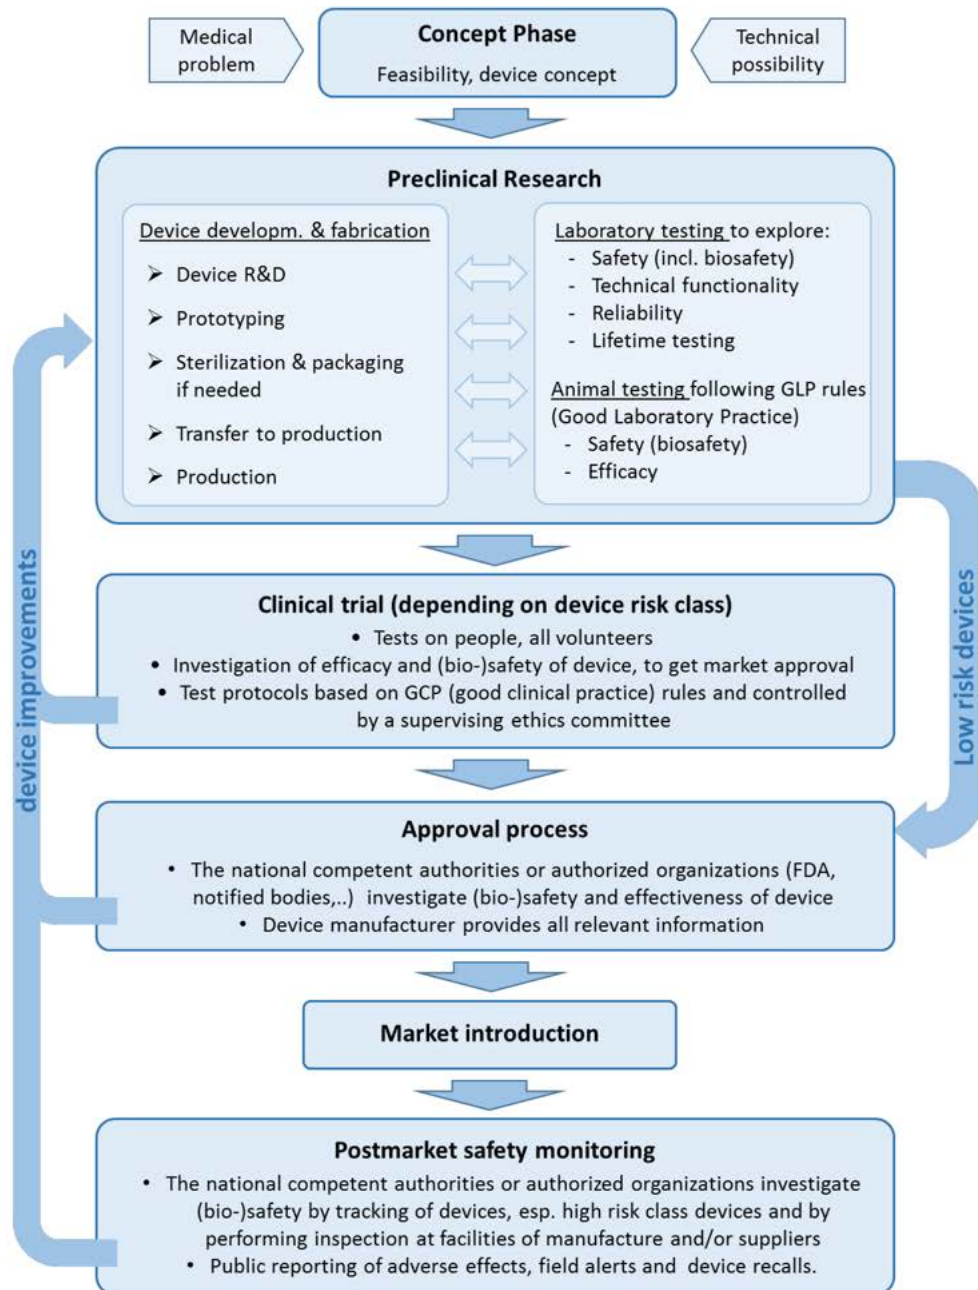 Medical
problem
Concept Phase
Feasibility, device concept
Technical
possibility
Preclinical Research
Device developm. & fabrication
➢ Device R&D
➢ Prototyping
➢ Sterilization & packaging
if needed
➢ Transfer to production
➢ Production
Laboratory testing to explore:
- Safety (incl. biosafety)
- Technical functionality
- Reliability
- Lifetime testing
Animal testing following GLP rules
(Good Laboratory Practice)
- Safety (biosafety)
- Efficacy
device improvements
Low risk devices
Clinical trial (depending on device risk class)
• Tests on people, all volunteers
• Investigation of efficacy and (bio-)safety of device, to get market approval
• Test protocols based on GCP (good clinical practice) rules and controlled
by a supervising ethics committee
Approval process
• The national competent authorities or authorized organizations (FDA,
notified bodies,..) investigate (bio-)safety and effectiveness of device
• Device manufacturer provides all relevant information
Market introduction
Postmarket safety monitoring
• The national competent authorities or authorized organizations investigate
(bio-)safety by tracking of devices, esp. high risk class devices and by
performing inspection at facilities of manufacture and/or suppliers
• Public reporting of adverse effects, field alerts and device recalls.